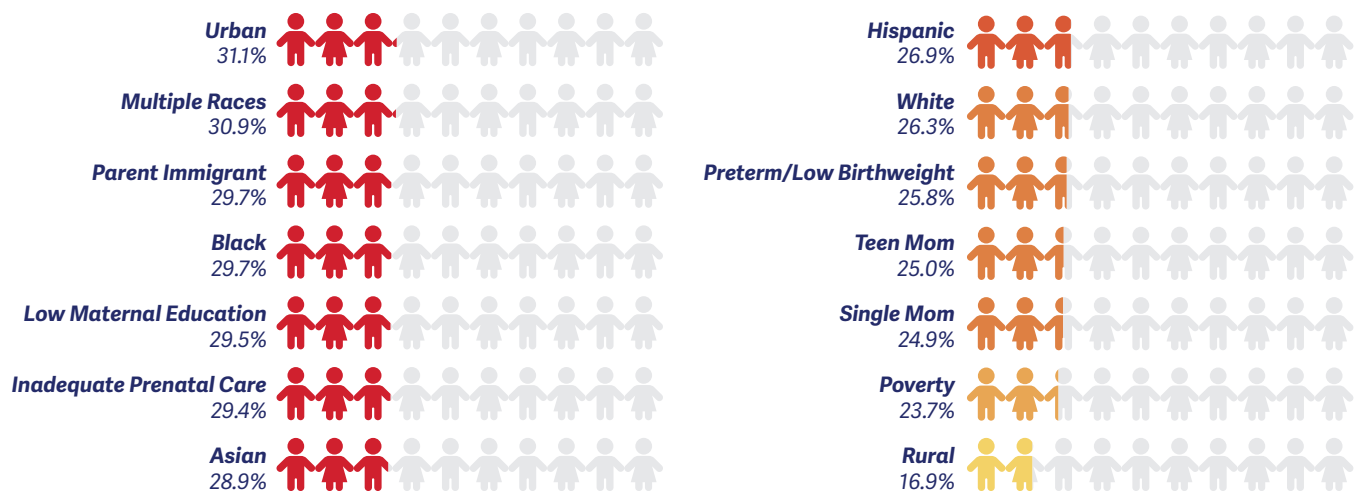 Urban
31.1%
Multiple Races
30.9%
Parent Immigrant
29.7%
Black
29.7%
Low Maternal Education
29.5%
Inadequate Prenatal Care
29.4%
Asian
28.9%
Hispanic
26.9%
White
26.3%
Preterm/Low Birthweight
25.8%
Teen Mom
25.0%
Single Mom
24.9%
Poverty
23.7%
Rural
16.9%